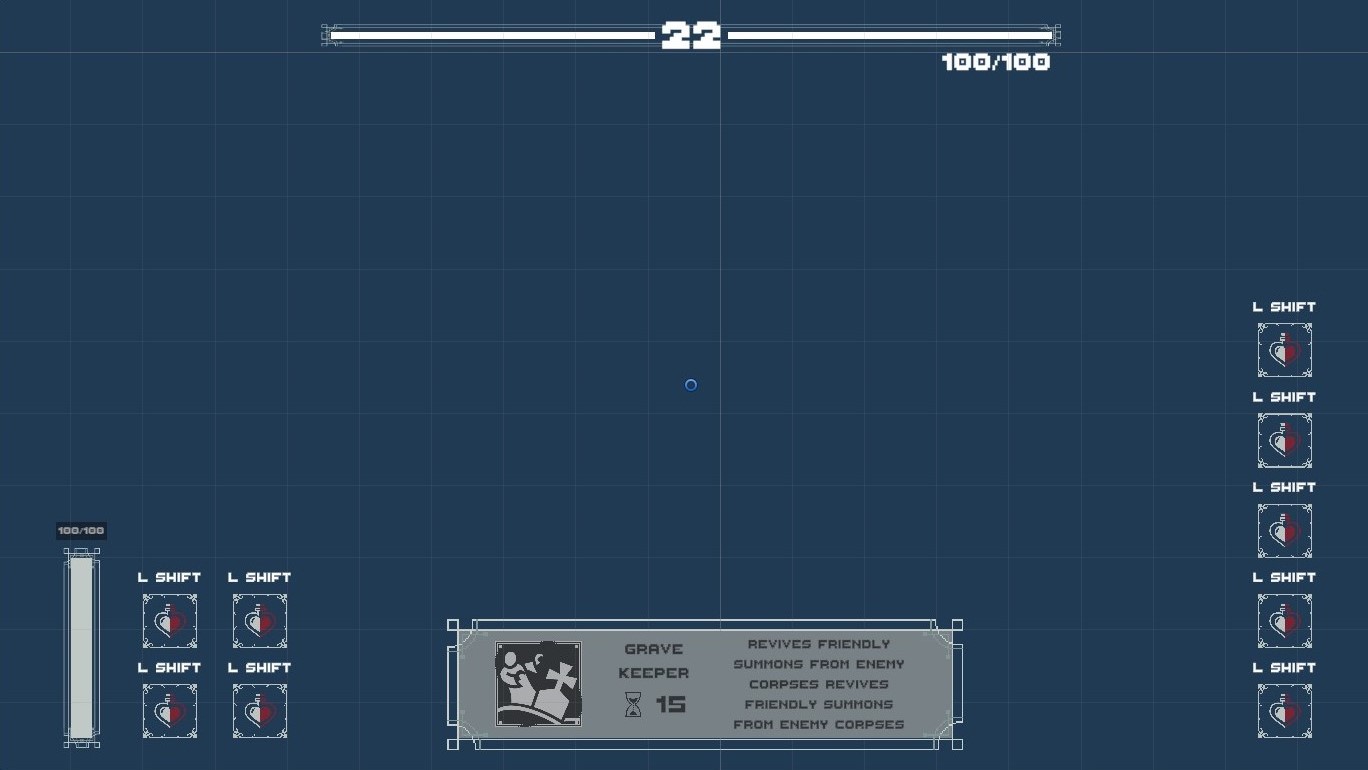 22
100/100
L SHIFT
L SHIFT
L SHIFT
100/100
L SHIFT L SHIFT
L SHIFT
L SHIFT L SHIFT
L SHIFT
GRAVE
KEEPER
15
REVIVES FRIENDLY
SUMMONS FROM ENEMY
CORPSES REVIVES
FRIENDLY SUMMONS
FROM ENEMY CORPSES